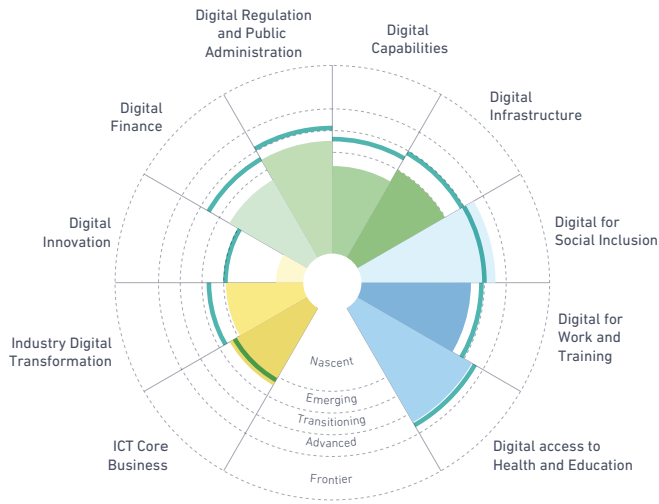 Digital Regulation
and Public
Administration
Digital
Capabilities
Digital
Infrastructure
Digital for
Social Inclusion
Digital for
Work and
Training
Digital access to
Health and Education
ICT Core
Business
Industry Digital
Transformation
Digital
Innovation
Digital
Finance
Nascent
Emerging
Transitioning
Advanced
Frontier